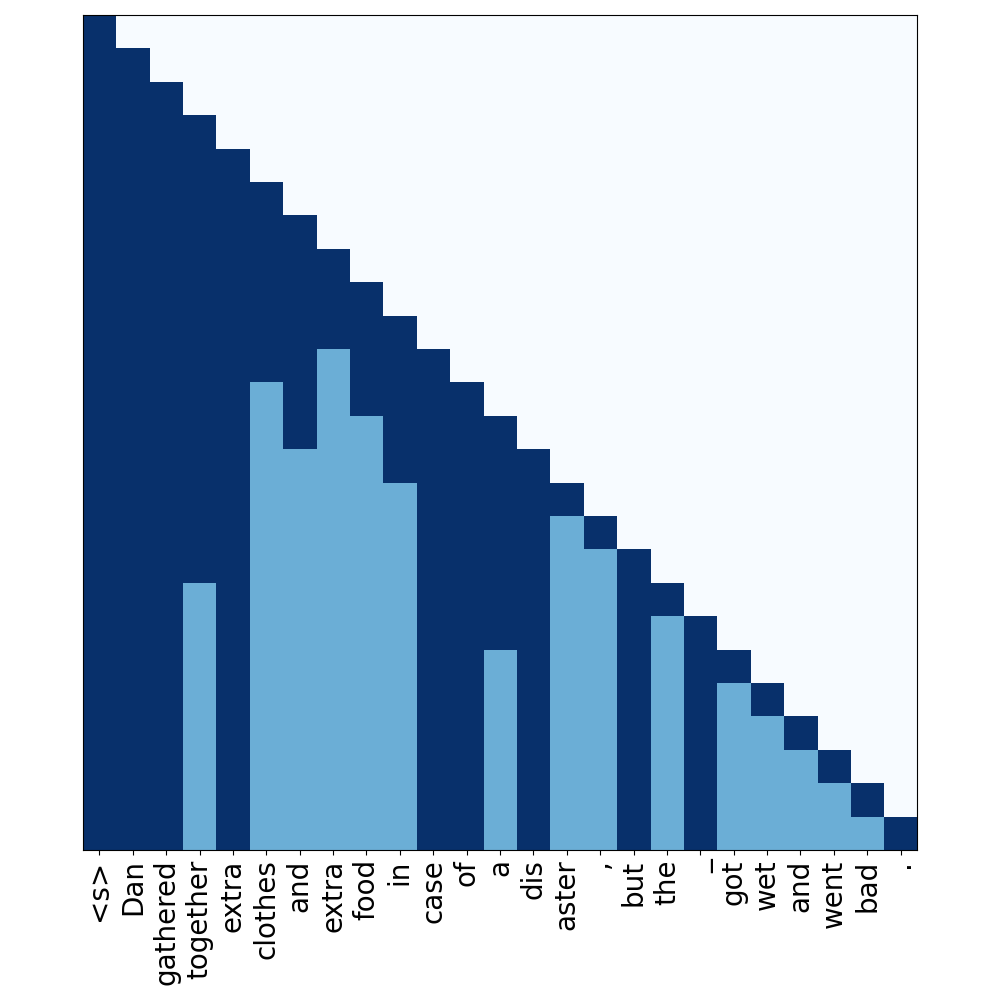 <s> Dan gathered together extra clothes and extra food in case of a dis aster , but the _ got wet and went bad .